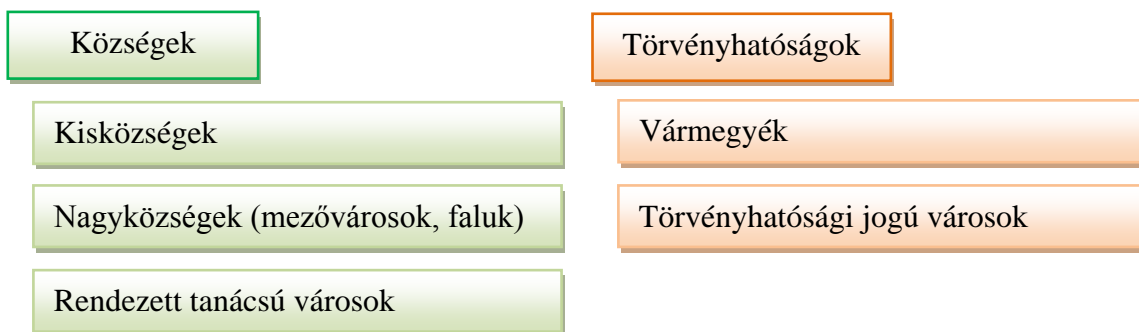 Községek
Kisközségek
Nagyközségek (mezővárosok, faluk)
Rendezett tanácsú városok
Törvényhatóságok
Vármegyék
Törvényhatósági jogú városok